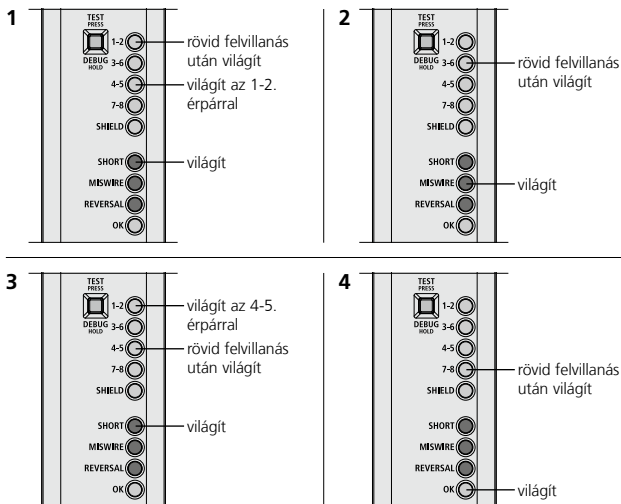 1
TEST
PRESS
1-2
rövid felvillanás
után világít
DEBUG
HOLD
3-6
4-5
világít az 1-2.
érpárral
7-8
SHIELD
SHORT
világít
MISWIRE
REVERSAL
OK
2
TEST
PRESS
1-2
DEBUG
HOLD
3-6
rövid felvillanás
után világít
4-5
7-8
SHIELD
SHORT
MISWIRE
világít
REVERSAL
OK
3
TEST
PRESS
1-2
világít az 4-5.
érpárral
DEBUG
HOLD
3-6
4-5
rövid felvillanás
után világít
7-8
SHIELD
SHORT
világít
MISWIRE
REVERSAL
OK
4
TEST
PRESS
1-2
DEBUG
HOLD
3-6
4-5
7-8
rövid felvillanás
után világít
SHIELD
SHORT
MISWIRE
REVERSAL
OK
világít